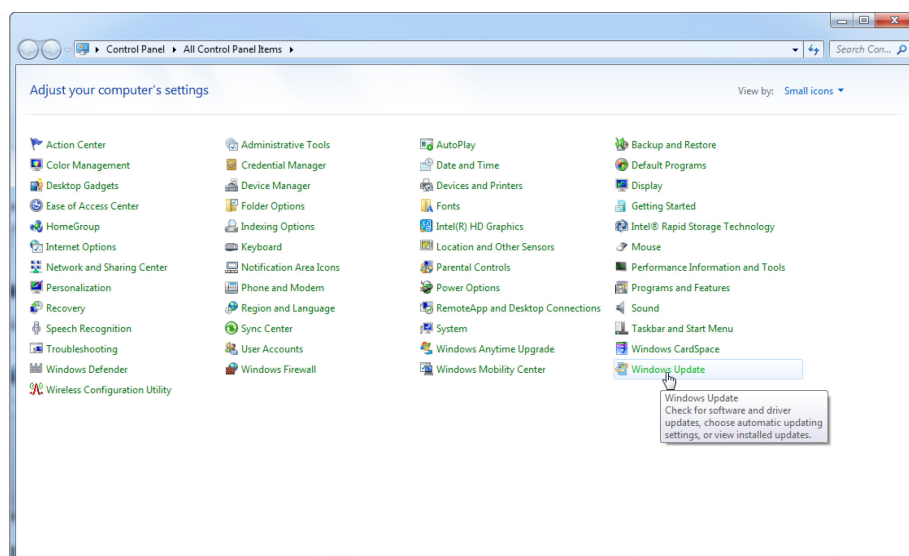 Control Panel ▸ All Control Panel Items ▸
Search Con...
Adjust your computer's settings
View by: Small icons
Action Center
Administrative Tools
AutoPlay
Backup and Restore
Color Management
Credential Manager
Date and Time
Default Programs
Desktop Gadgets
Device Manager
Devices and Printers
Display
Ease of Access Center
Folder Options
Fonts
Getting Started
HomeGroup
Indexing Options
Intel(R) HD Graphics
Intel® Rapid Storage Technology
Internet Options
Keyboard
Location and Other Sensors
Mouse
Network and Sharing Center
Notification Area Icons
Parental Controls
Performance Information and Tools
Personalization
Phone and Modem
Power Options
Programs and Features
Recovery
Region and Language
RemoteApp and Desktop Connections
Sound
Speech Recognition
Sync Center
System
Taskbar and Start Menu
Troubleshooting
User Accounts
Windows Anytime Upgrade
Windows CardSpace
Windows Defender
Windows Firewall
Windows Mobility Center
Windows Update
Wireless Configuration Utility
Windows Update
Check for software and driver
updates, choose automatic updating
settings, or view installed updates.